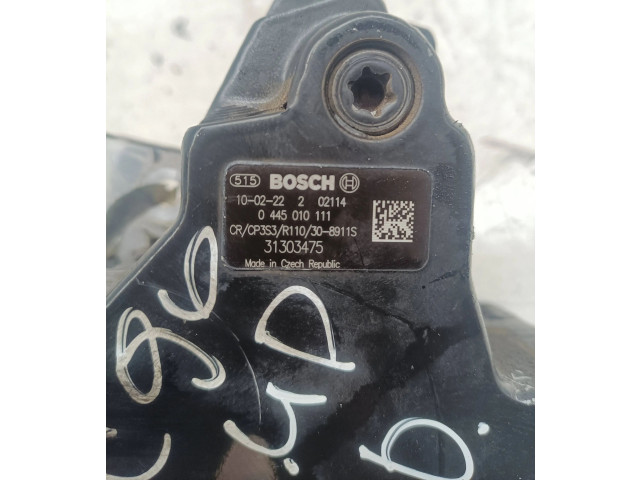 515 BOSCH
10-02-22 2 02114
0 445 010 111
CR/CP3S3/R110/30-8911S
31303475
Made in Czech Republic
.4D
D.